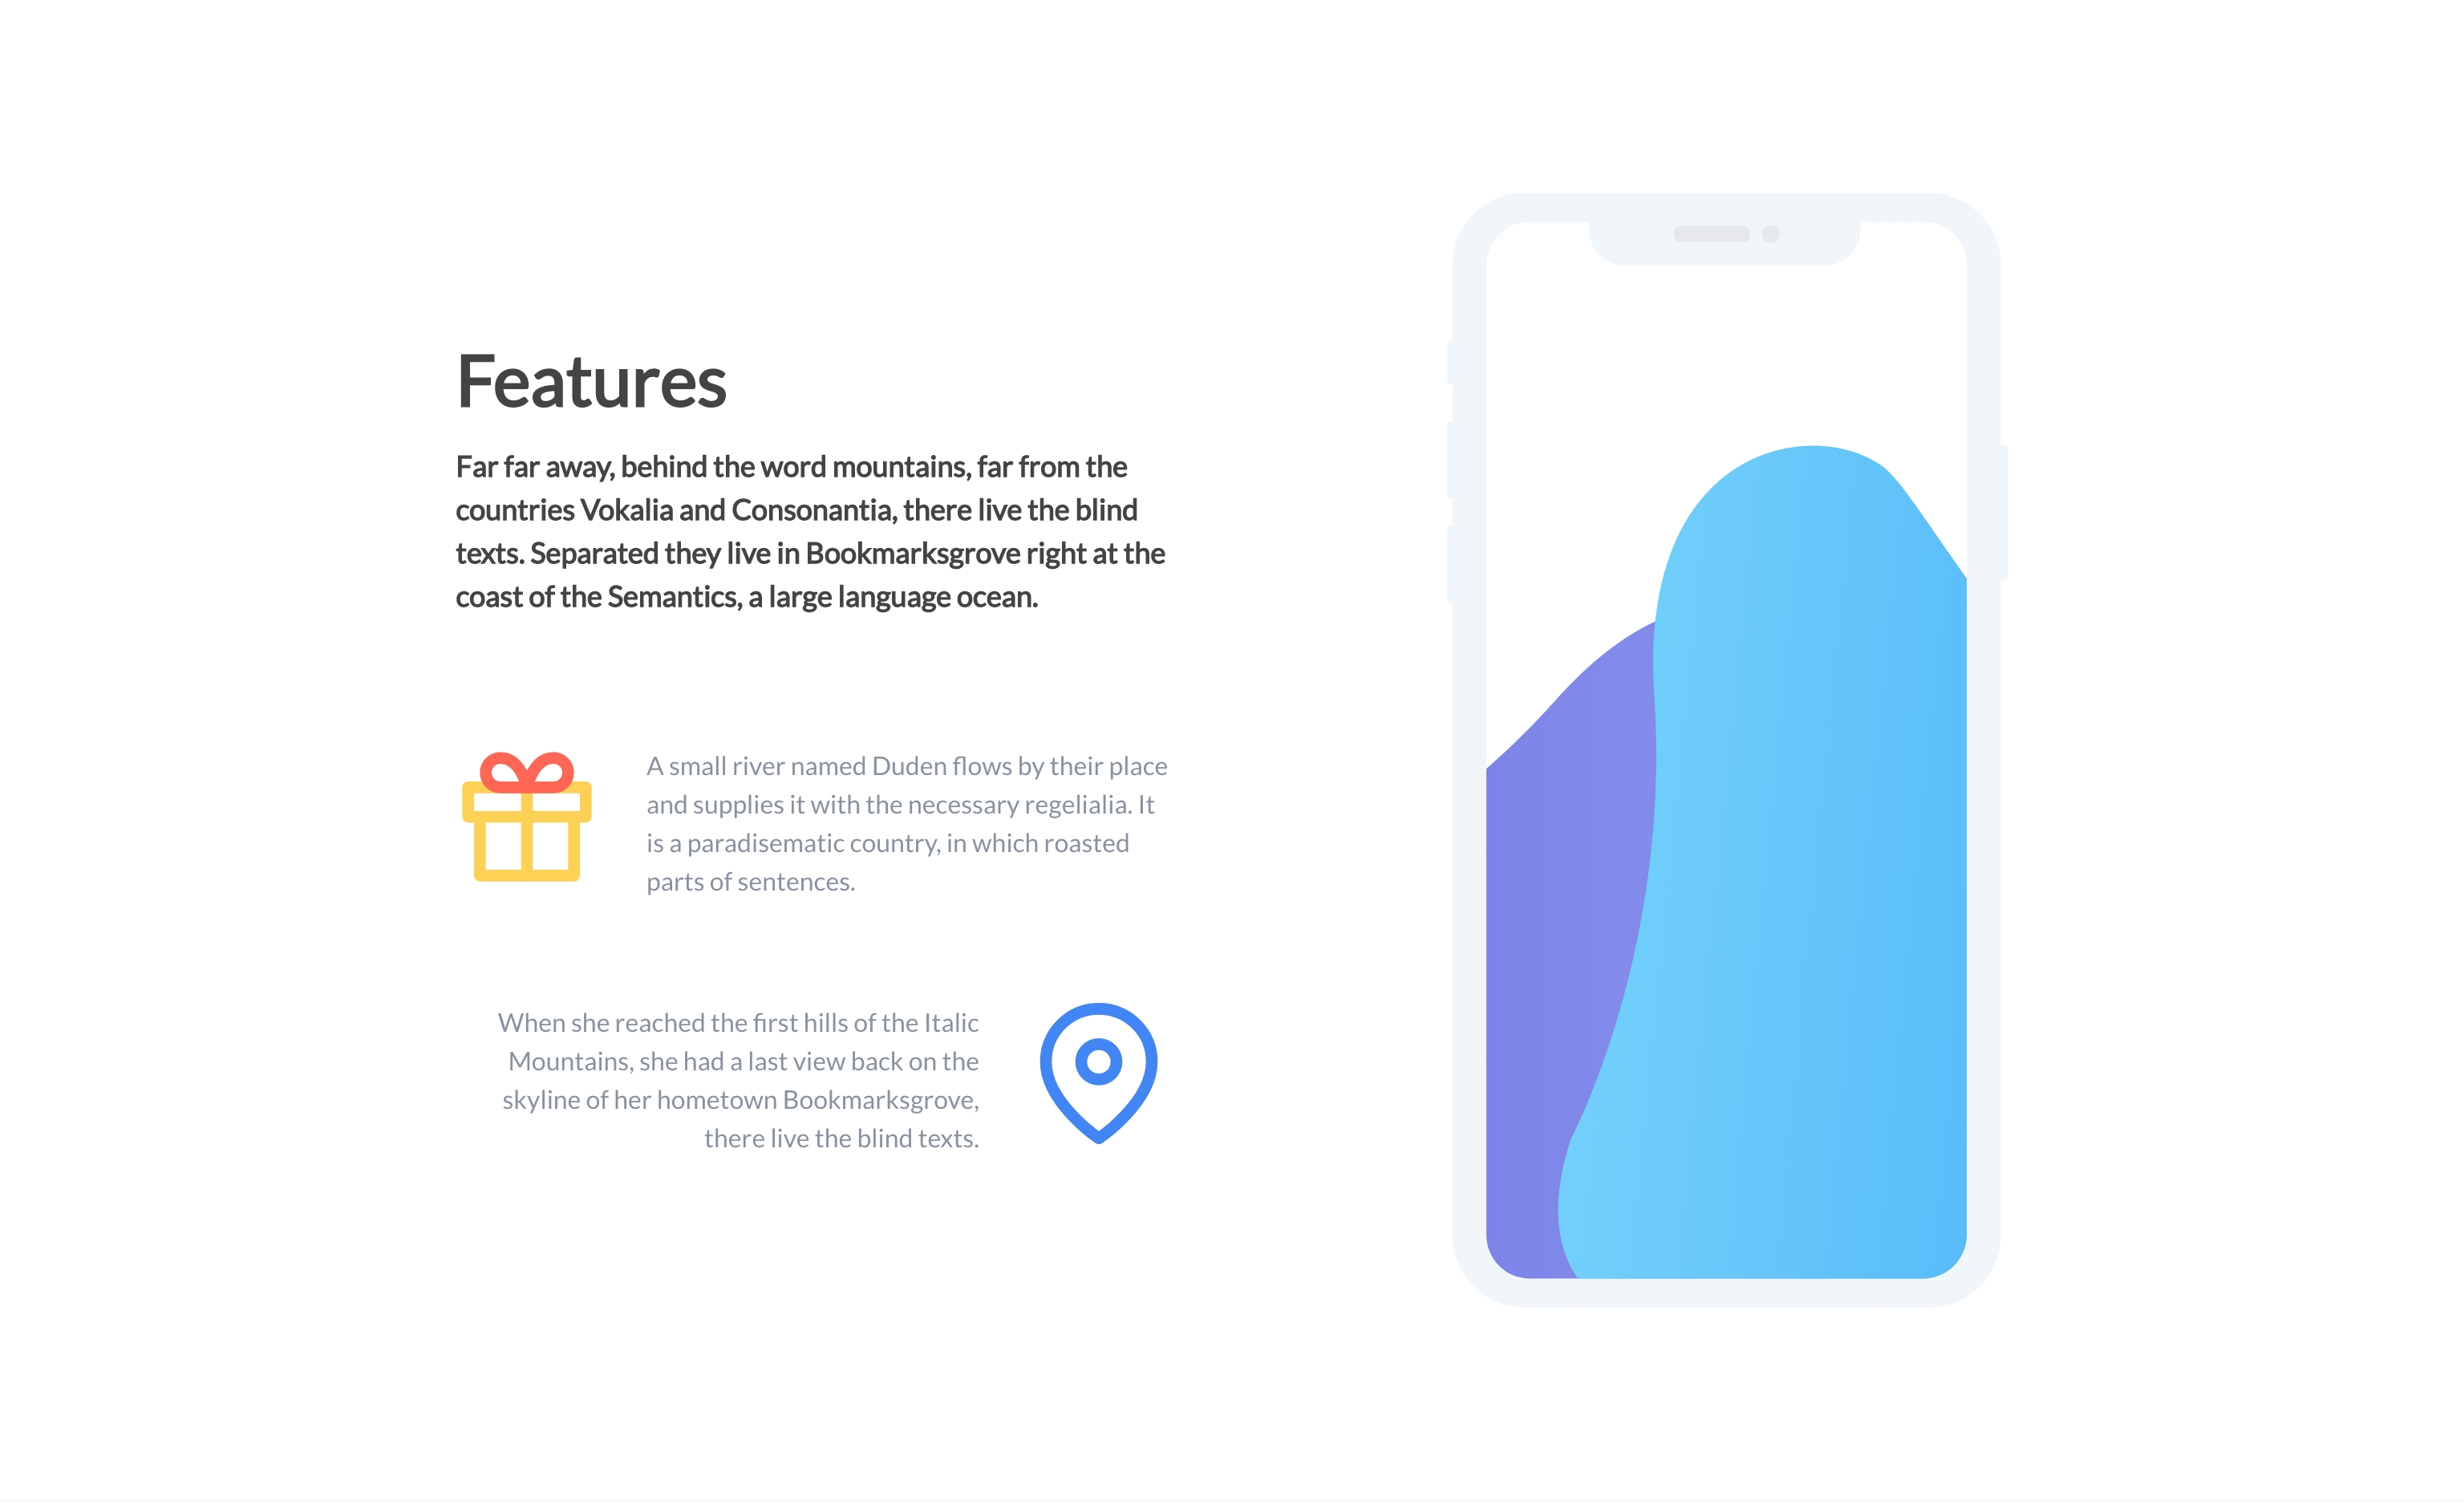 Features
Far far away, behind the word mountains, far from the
countries Vokalia and Consonantia, there live the blind
texts. Separated they live in Bookmarksgrove right at the
coast of the Semantics, a large language ocean.
A small river named Duden flows by their place
and supplies it with the necessary regelialia. It
is a paradisematic country, in which roasted
parts of sentences.
When she reached the first hills of the Italic
Mountains, she had a last view back on the
skyline of her hometown Bookmarksgrove,
there live the blind texts.